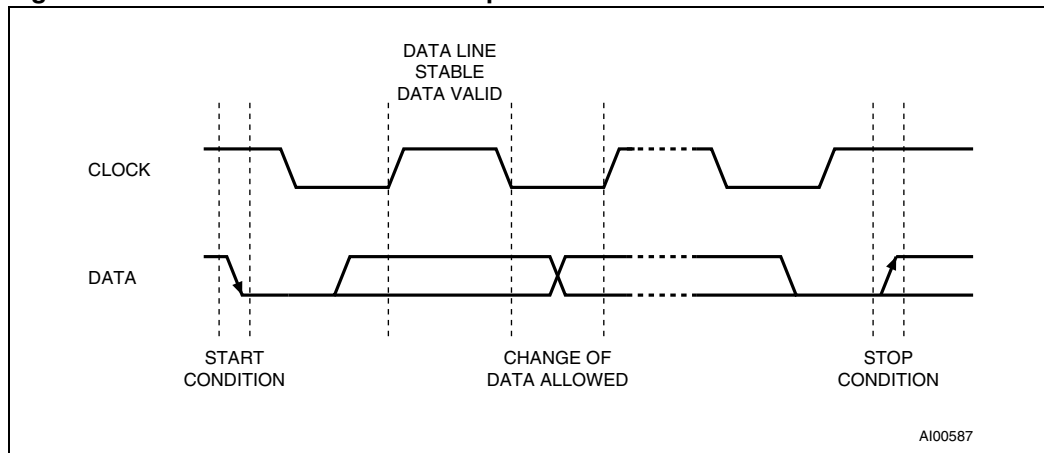 DATA LINE
STABLE
DATA VALID
CLOCK
DATA
START
CONDITION
CHANGE OF
DATA ALLOWED
STOP
CONDITION
AI00587